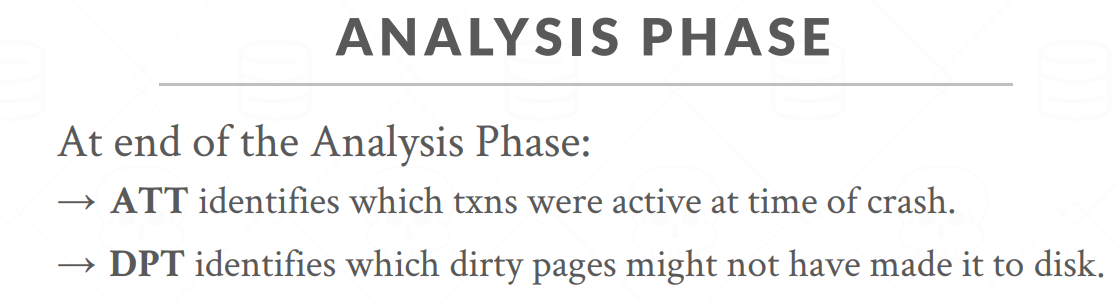 ANALYSIS PHASE
At end of the Analysis Phase:
→ ATT identifies which txns were active at time of crash.
→ DPT identifies which dirty pages might not have made it to disk.